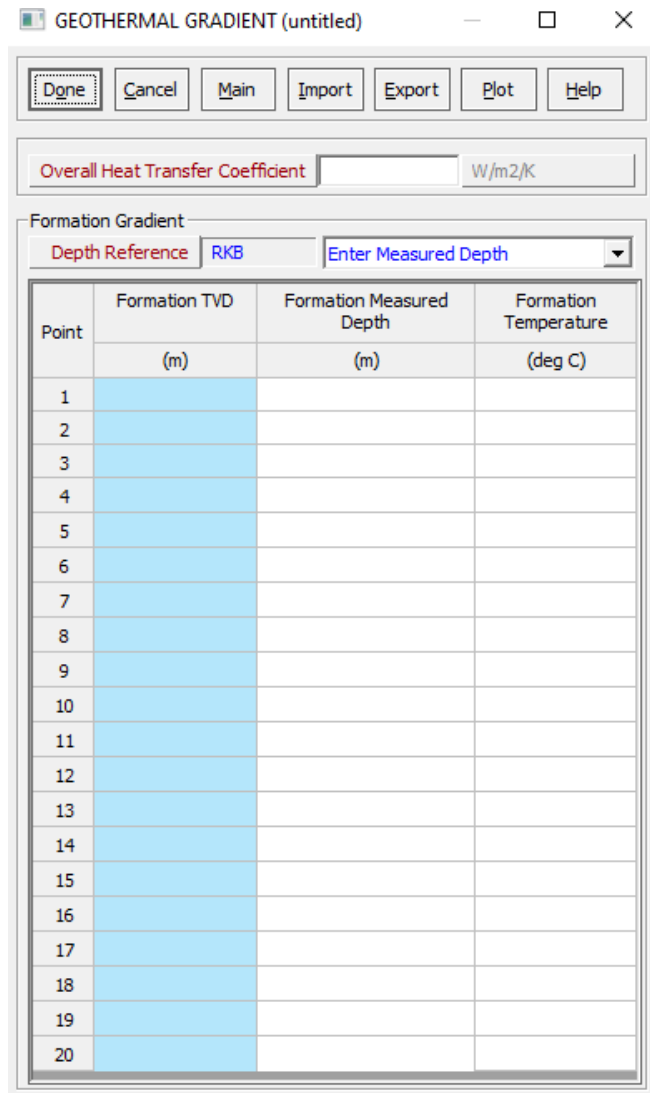 GEOTHERMAL GRADIENT (untitled)
Done Cancel Main Import Export Plot Help
Overall Heat Transfer Coefficient W/m2/K
Formation Gradient
Depth Reference RKB Enter Measured Depth
Point Formation TVD Formation Measured Depth Formation Temperature
(m) (m) (deg C)
1
2
3
4
5
6
7
8
9
10
11
12
13
14
15
16
17
18
19
20